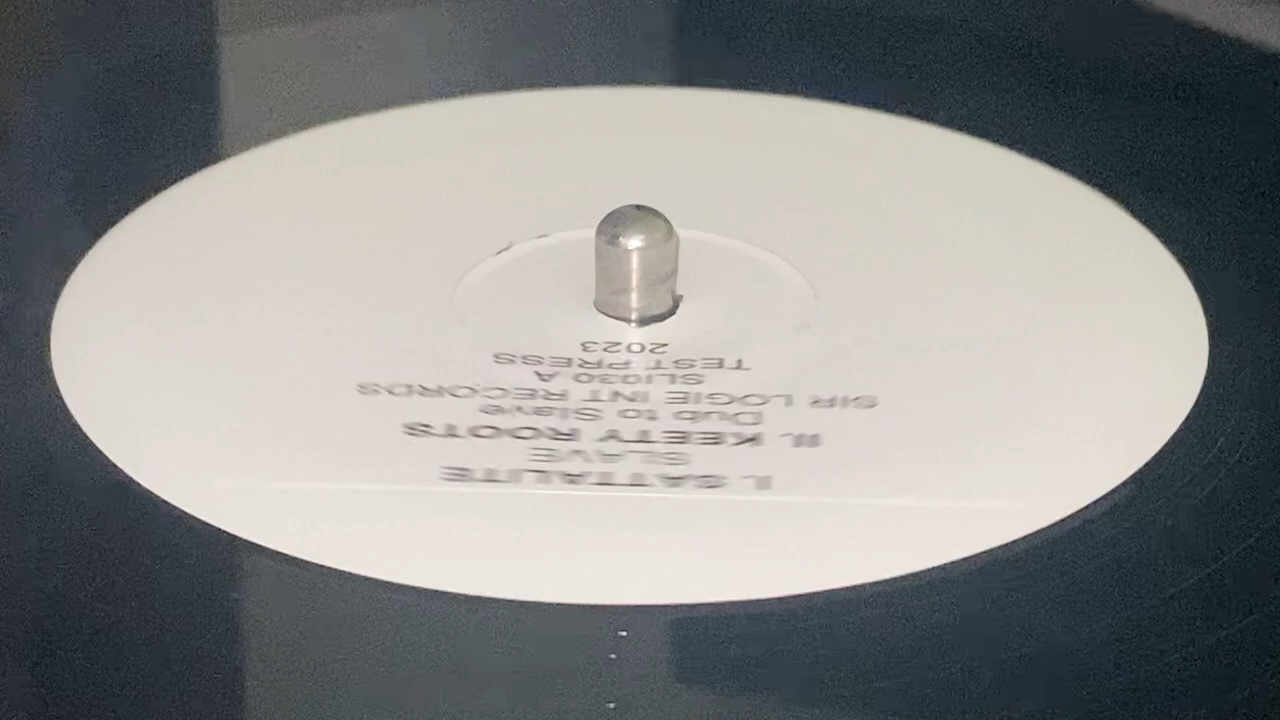 I. SATTALITE
SLAVE
II. KEETY ROOTS
Dub to Slave
SIR LOGIE INT RECORDS
SLI030 A
TEST PRESS
2023